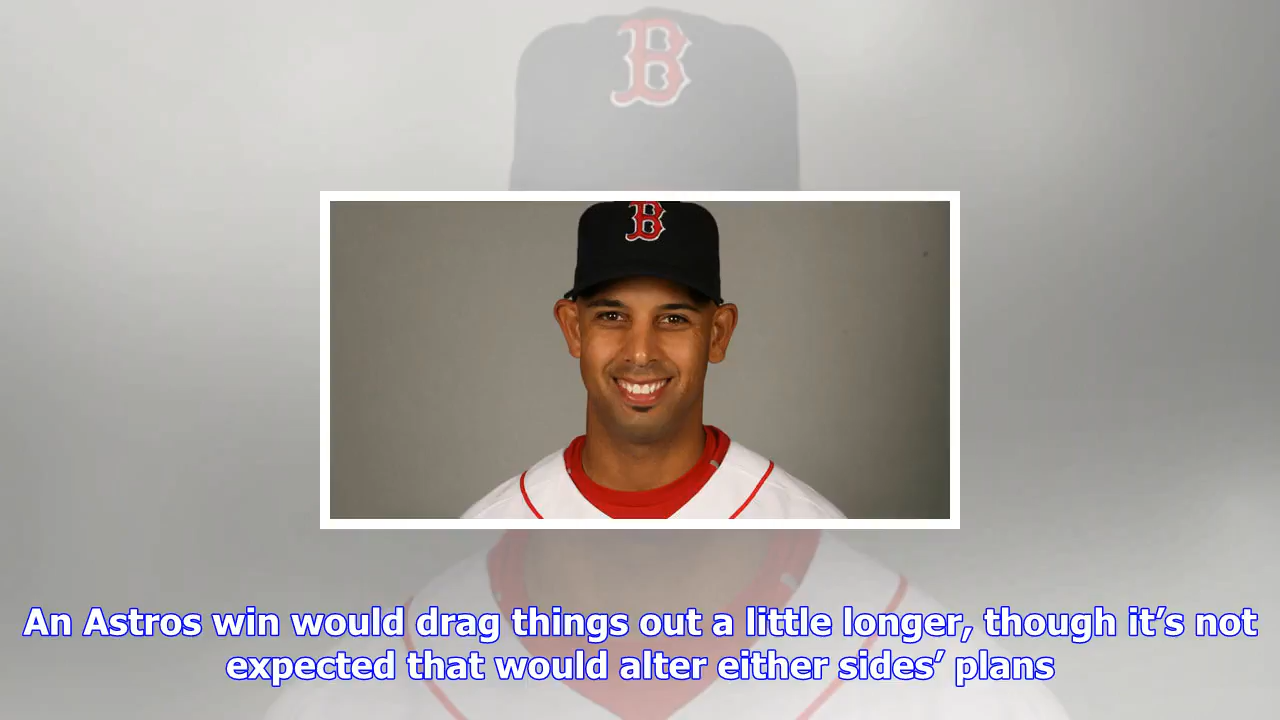 B
B
An Astros win would drag things out a little longer, though it’s not
expected that would alter either sides’ plans